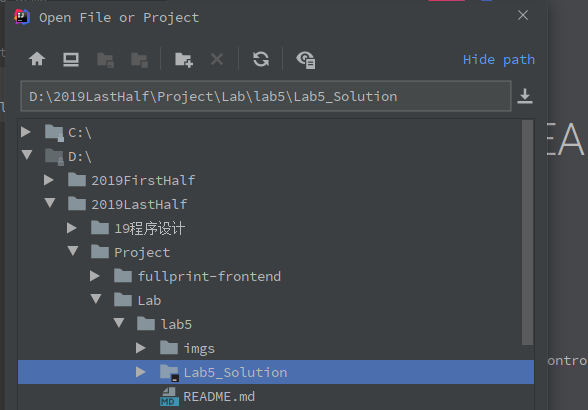 Open File or Project
Hide path
D:\2019LastHalf\Project\Lab\lab5\Lab5_Solution
C:\
D:\
2019FirstHalf
2019LastHalf
19程序设计
Project
fullprint-frontend
Lab
lab5
imgs
Lab5_Solution
MD README.md
EA
ontro